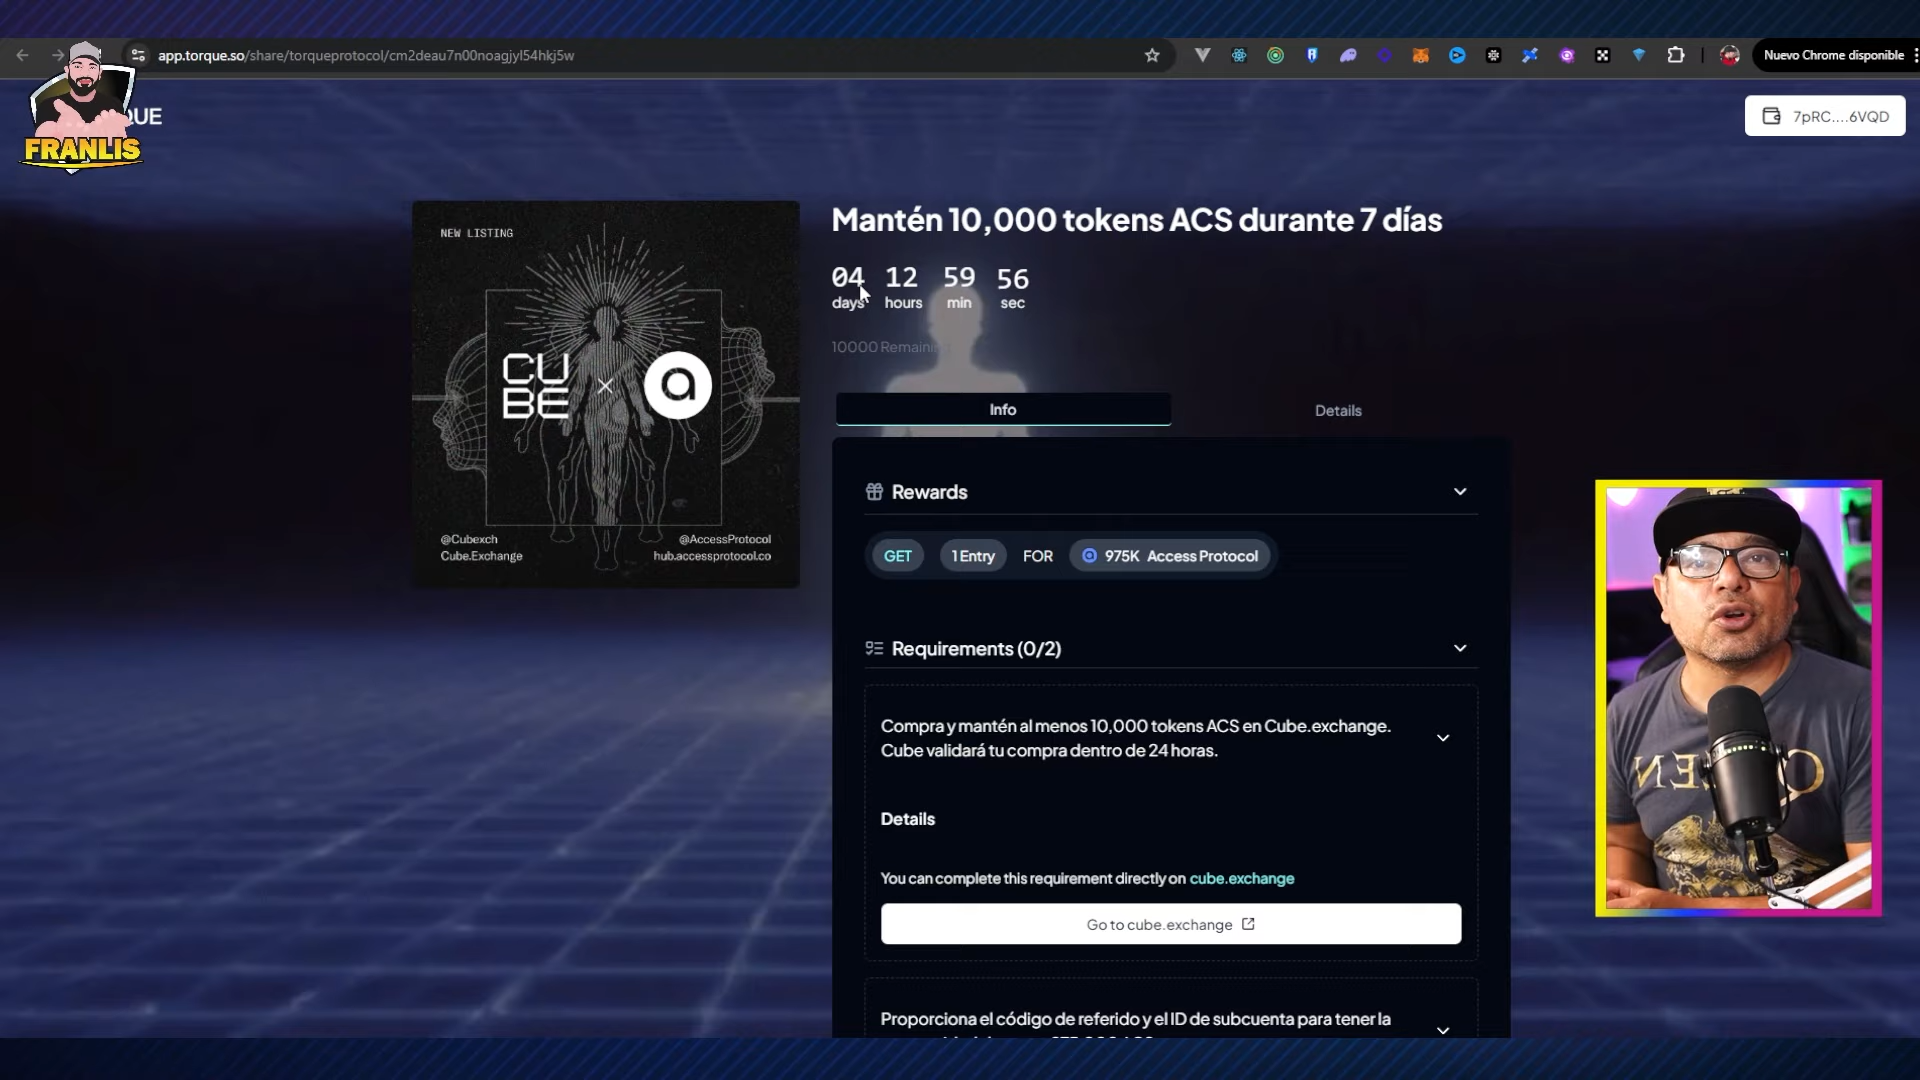 app.torque.so/share/torqueprotocol/cm2deau7n00noagjyl54hkj5w
Nuevo Chrome disponible
QUE
FRANLIS
7pRC....6VQD
NEW LISTING
CU
BE
×
a
@Cubexch
Cube.Exchange
@AccessProtocol
hub.accessprotocol.co
Mantén 10,000 tokens ACS durante 7 días
04 12 59 56
days hours min sec
10000 Remaini
Info
Details
Rewards
GET 1 Entry FOR 975K Access Protocol
Requirements (0/2)
Compra y mantén al menos 10,000 tokens ACS en Cube.exchange.
Cube validará tu compra dentro de 24 horas.
Details
You can complete this requirement directly on cube.exchange
Go to cube.exchange
Proporciona el código de referido y el ID de subcuenta para tener la